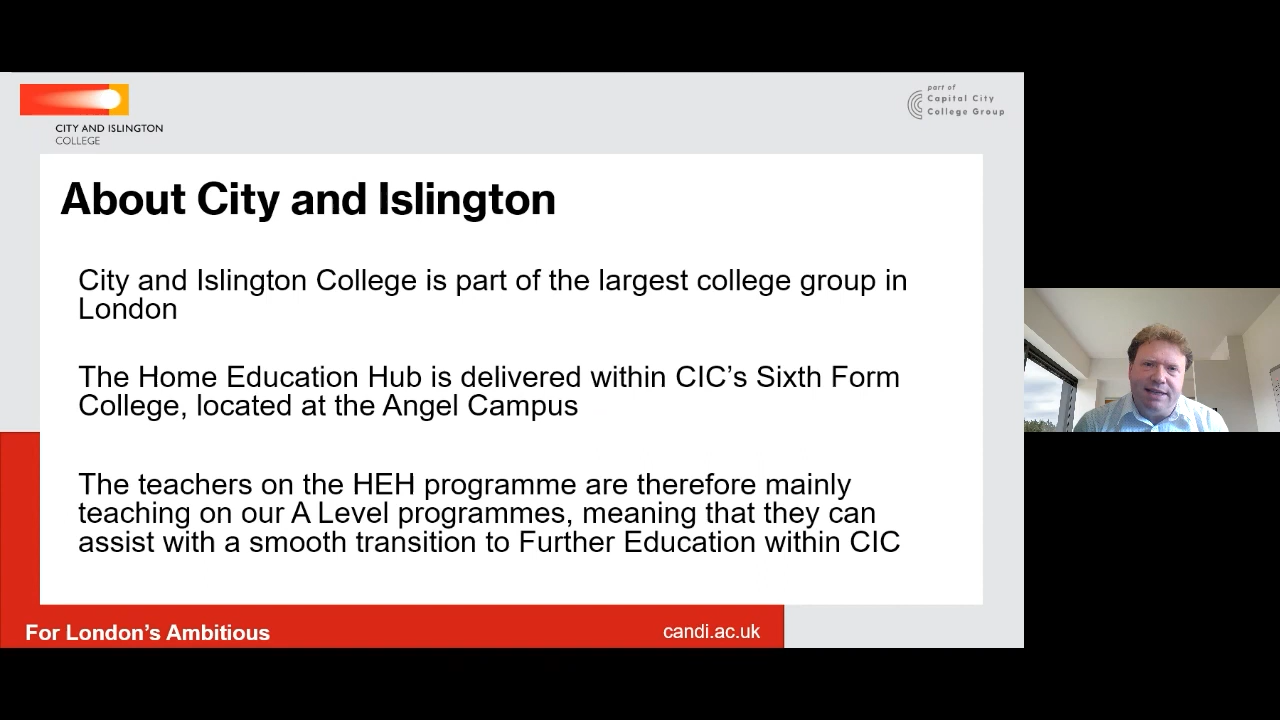 CITY AND ISLINGTON
COLLEGE
part of
Capital City
College Group
About City and Islington
City and Islington College is part of the largest college group in
London
The Home Education Hub is delivered within CIC’s Sixth Form
College, located at the Angel Campus
The teachers on the HEH programme are therefore mainly
teaching on our A Level programmes, meaning that they can
assist with a smooth transition to Further Education within CIC
For London’s Ambitious
candi.ac.uk